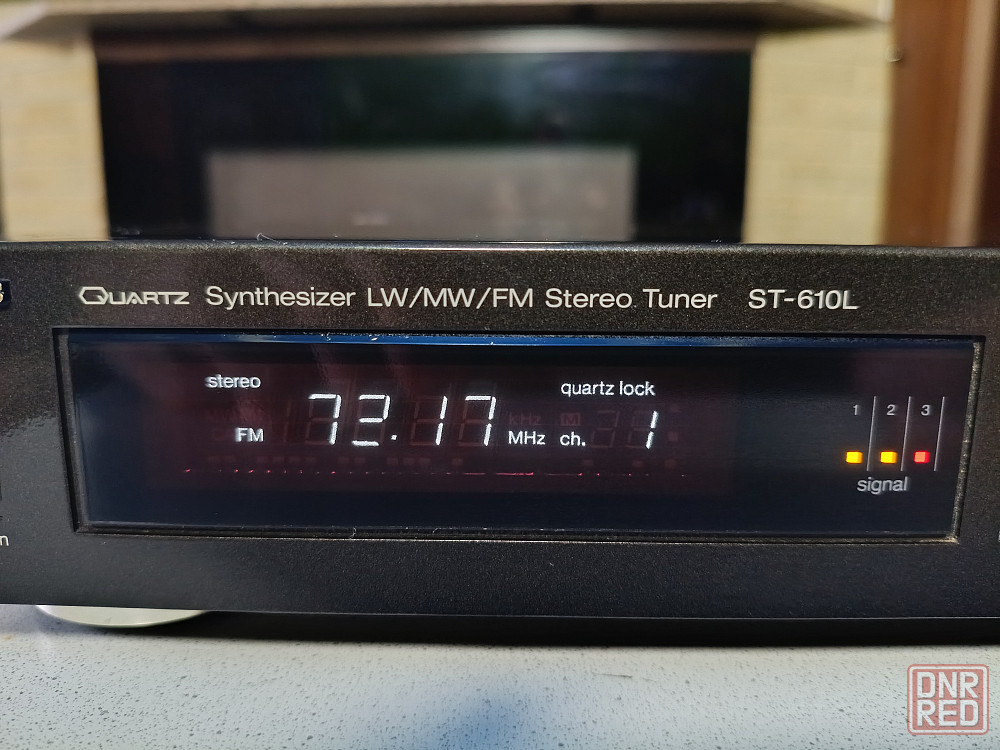 QUARTZ Synthesizer LW/MW/FM Stereo Tuner ST-610L
stereo quartz lock
FM 72.17 MHz ch. 1
1 2 3
signal
n
DNR
RED